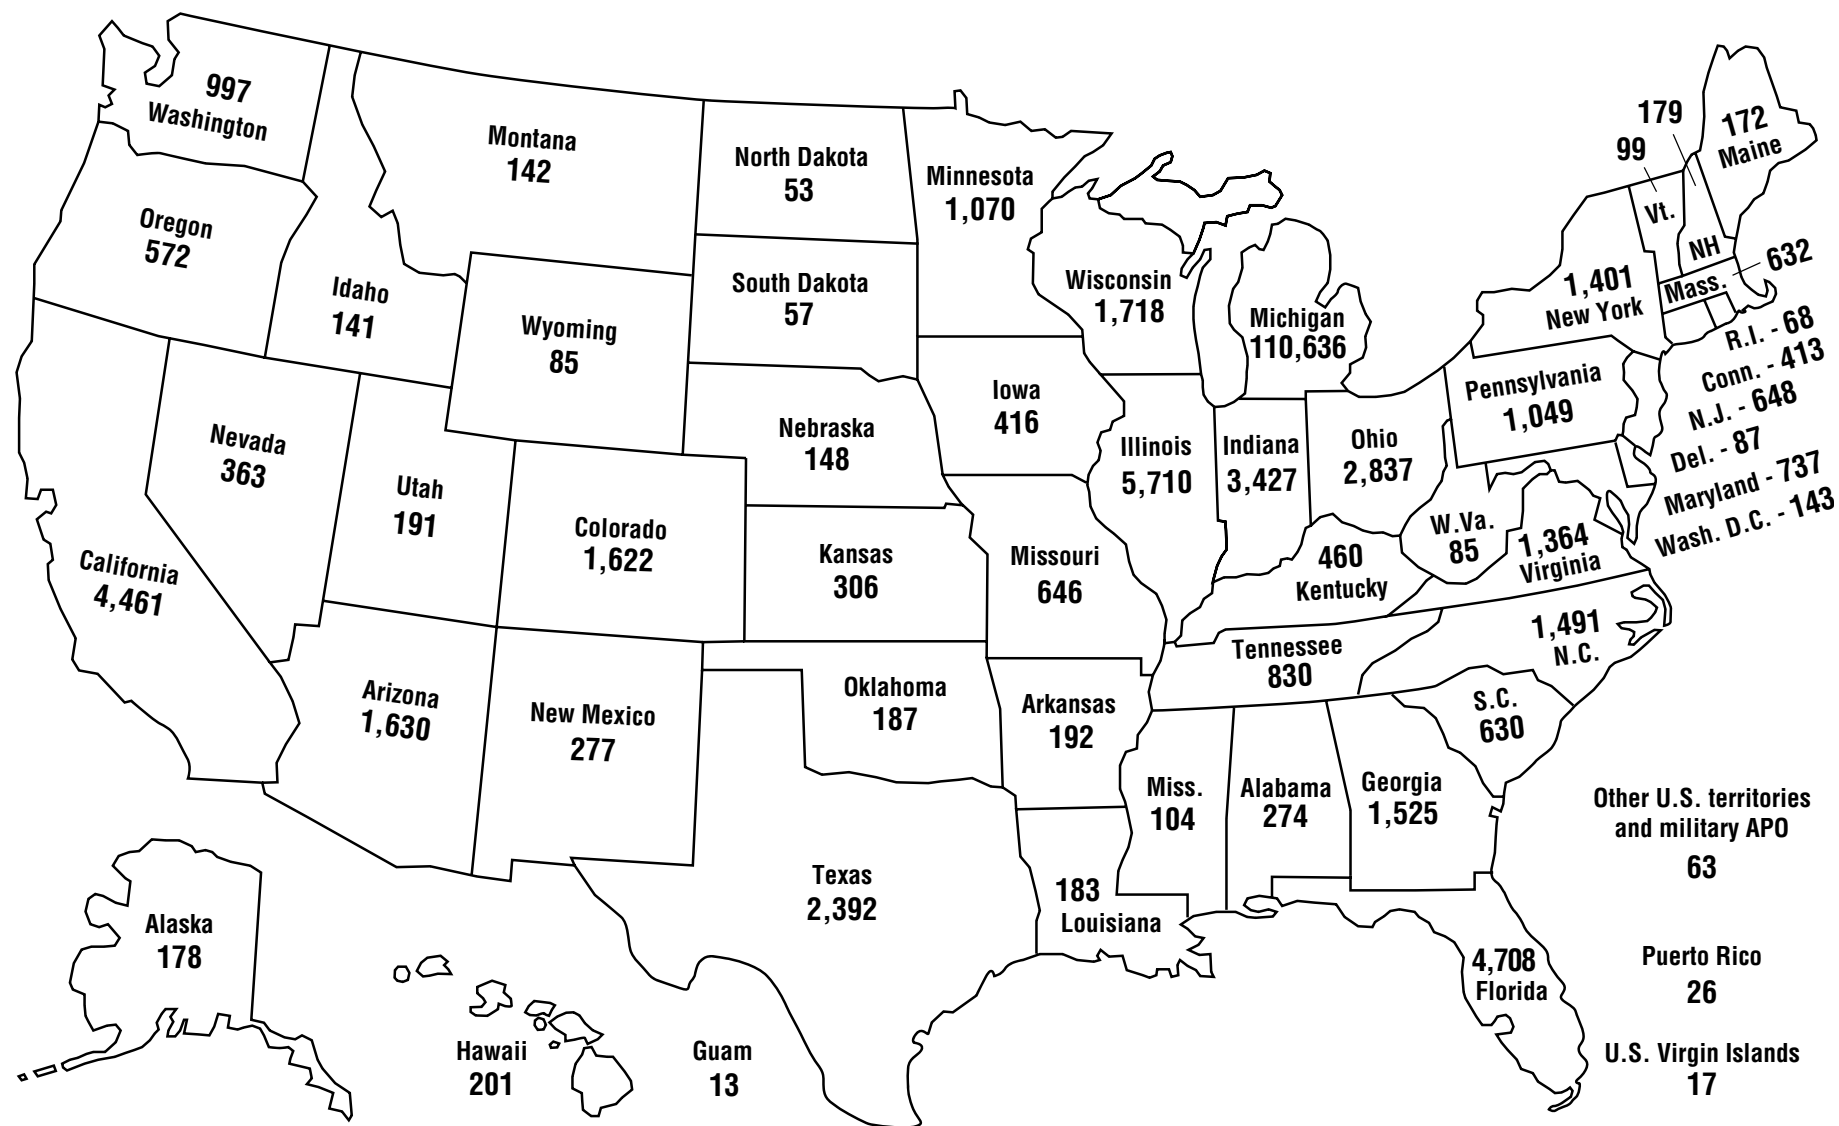 997
Washington
Oregon
572
Idaho
141
Montana
142
Wyoming
85
North Dakota
53
South Dakota
57
Nebraska
148
Minnesota
1,070
Wisconsin
1,718
Michigan
110,636
Iowa
416
Illinois
5,710
Indiana
3,427
Ohio
2,837
Nevada
363
Utah
191
Colorado
1,622
California
4,461
Kansas
306
Missouri
646
460
Kentucky
W.Va.
85
1,364
Virginia
Pennsylvania
1,049
1,401
New York
99
Vt.
179
NH
172
Maine
Mass.
632
R.I. - 68
Conn. - 413
N.J. - 648
Del. - 87
Maryland - 737
Wash. D.C. - 143
Arizona
1,630
New Mexico
277
Oklahoma
187
Arkansas
192
Tennessee
830
1,491
N.C.
S.C.
630
Miss.
104
Alabama
274
Georgia
1,525
Texas
2,392
183
Louisiana
4,708
Florida
Alaska
178
Hawaii
201
Guam
13
Other U.S. territories
and military APO
63
Puerto Rico
26
U.S. Virgin Islands
17